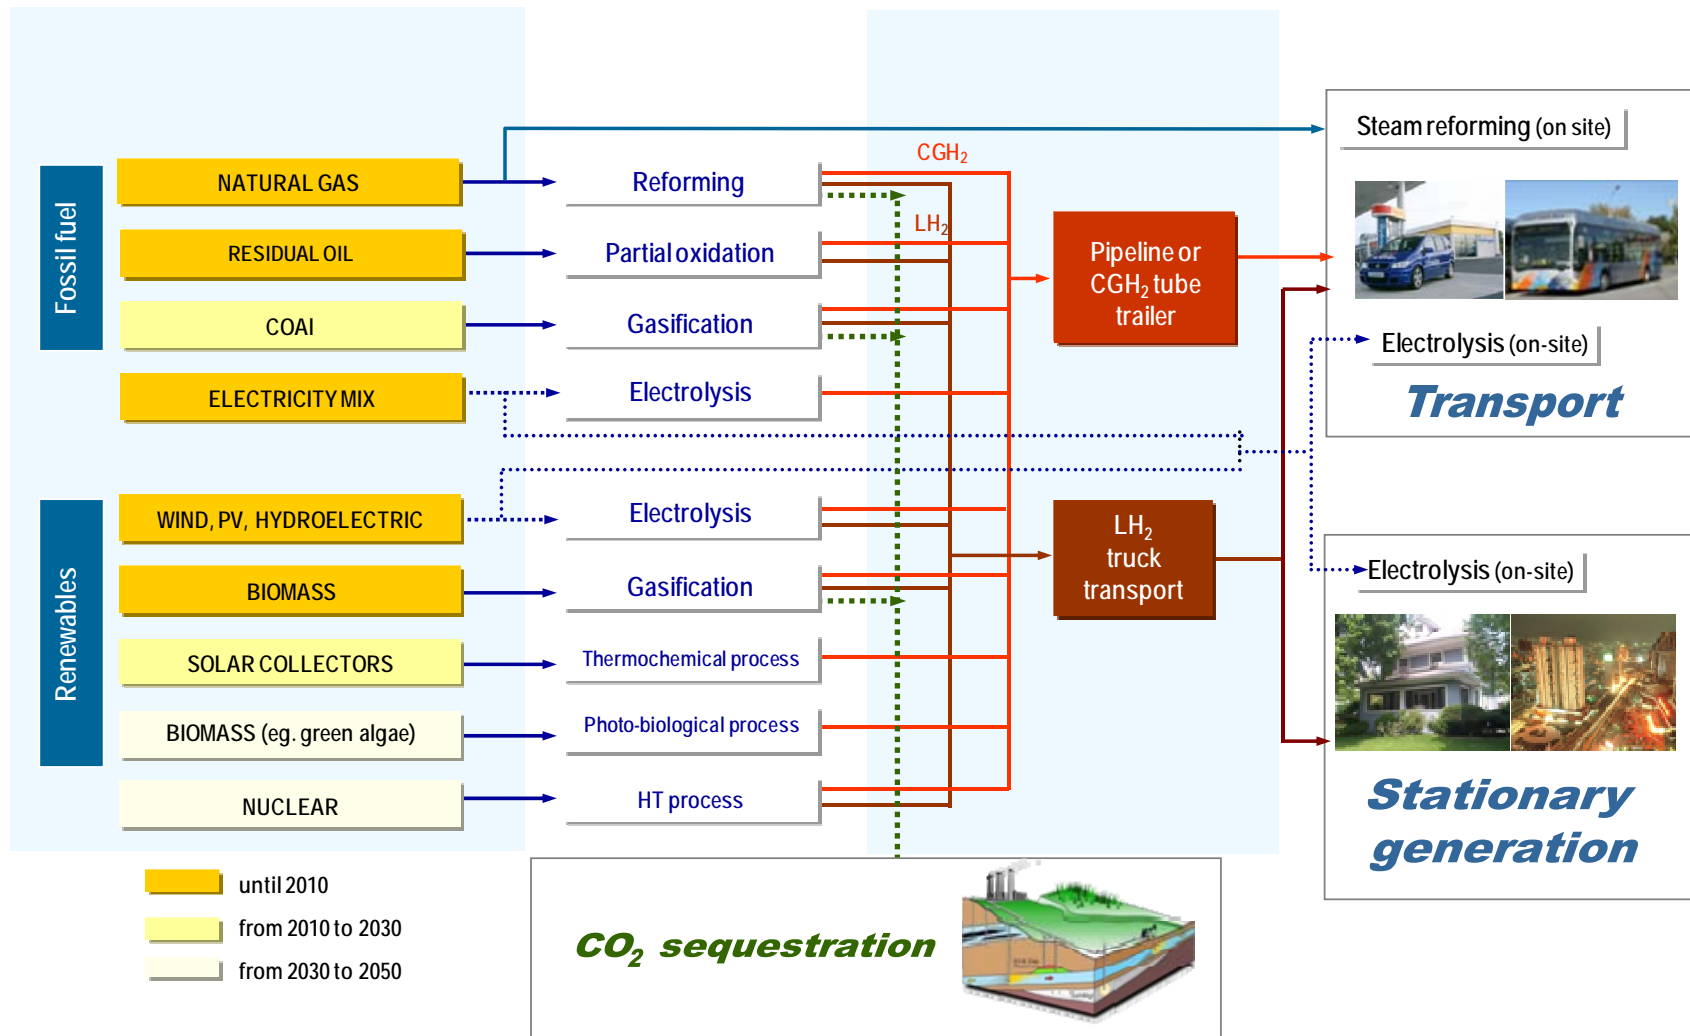 Fossil fuel
Renewables
NATURAL GAS
RESIDUAL OIL
COAI
ELECTRICITY MIX
WIND, PV, HYDROELECTRIC
BIOMASS
SOLAR COLLECTORS
BIOMASS (eg. green algae)
NUCLEAR
Reforming
Partial oxidation
Gasification
Electrolysis
Electrolysis
Gasification
Thermochemical process
Photo-biological process
HT process
CGH₂
LH₂
Pipeline or
CGH₂ tube
trailer
LH₂
truck
transport
Steam reforming (on site)
Electrolysis (on-site)
Transport
Electrolysis (on-site)
Stationary
generation
until 2010
from 2010 to 2030
from 2030 to 2050
CO₂ sequestration